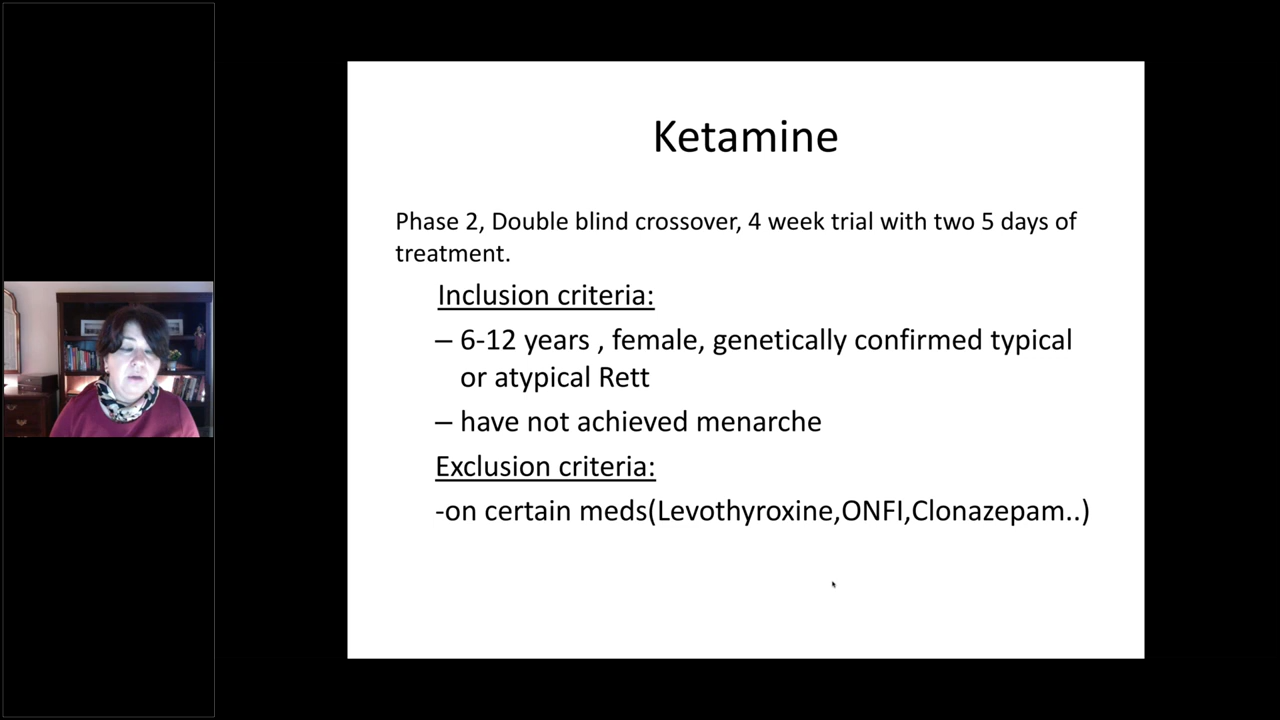 Ketamine
Phase 2, Double blind crossover, 4 week trial with two 5 days of
treatment.
Inclusion criteria:
– 6-12 years , female, genetically confirmed typical
or atypical Rett
– have not achieved menarche
Exclusion criteria:
-on certain meds(Levothyroxine,ONFI,Clonazepam..)